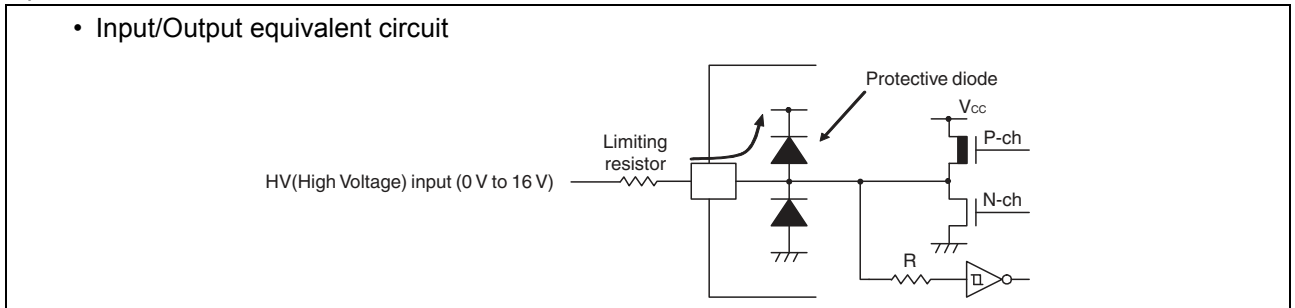 • Input/Output equivalent circuit
Protective diode
Vcc
Limiting
resistor
P-ch
HV(High Voltage) input (0 V to 16 V)
N-ch
R